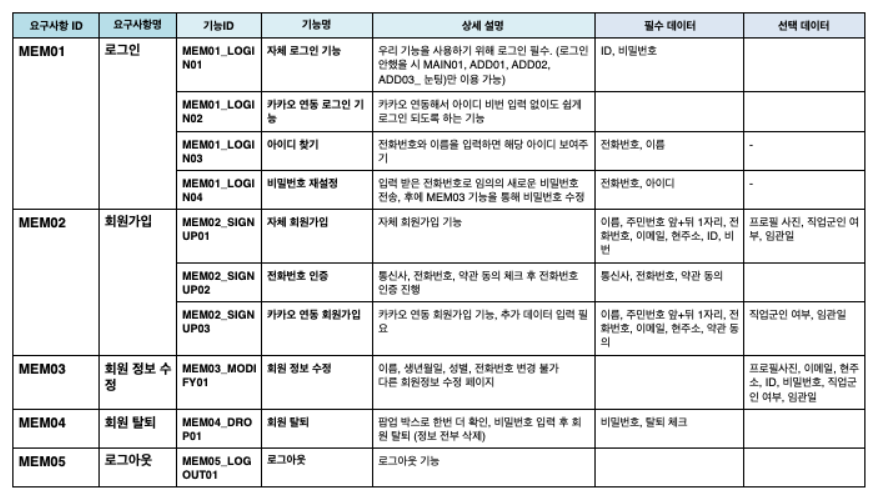 요구사항 ID 요구사항명 기능ID 기능명 상세 설명 필수 데이터 선택 데이터
MEM01 로그인 MEM01_LOGI
N01 자체 로그인 기능 우리 기능을 사용하기 위해 로그인 필수. (로그인
안했을 시 MAIN01, ADD01, ADD02,
ADD03_ 눈팅)만 이용 가능) ID, 비밀번호
MEM01_LOGI
N02 카카오 연동 로그인 기
능 카카오 연동해서 아이디 비번 입력 없이도 쉽게
로그인 되도록 하는 기능
MEM01_LOGI
N03 아이디 찾기 전화번호와 이름을 입력하면 해당 아이디 보여주
기 전화번호, 이름 -
MEM01_LOGI
N04 비밀번호 재설정 입력 받은 전화번호로 임의의 새로운 비밀번호
전송, 후에 MEM03 기능을 통해 비밀번호 수정 전화번호, 아이디 -
MEM02 회원가입 MEM02_SIGN
UP01 자체 회원가입 자체 회원가입 기능 이름, 주민번호 앞+뒤 1자리, 전
화번호, 이메일, 현주소, ID, 비
번 프로필 사진, 직업군인 여
부, 임관일
MEM02_SIGN
UP02 전화번호 인증 통신사, 전화번호, 약관 동의 체크 후 전화번호
인증 진행 통신사, 전화번호, 약관 동의
MEM02_SIGN
UP03 카카오 연동 회원가입 카카오 연동 회원가입 기능, 추가 데이터 입력 필
요 이름, 주민번호 앞+뒤 1자리, 전
화번호, 이메일, 현주소, 약관 동
의 직업군인 여부, 임관일
MEM03 회원 정보 수
정 MEM03_MODI
FY01 회원 정보 수정 이름, 생년월일, 성별, 전화번호 변경 불가
다른 회원정보 수정 페이지 프로필사진, 이메일, 현주
소, ID, 비밀번호, 직업군
인 여부, 임관일
MEM04 회원 탈퇴 MEM04_DRO
P01 회원 탈퇴 팝업 박스로 한번 더 확인, 비밀번호 입력 후 회
원 탈퇴 (정보 전부 삭제) 비밀번호, 탈퇴 체크
MEM05 로그아웃 MEM05_LOG
OUT01 로그아웃 로그아웃 기능